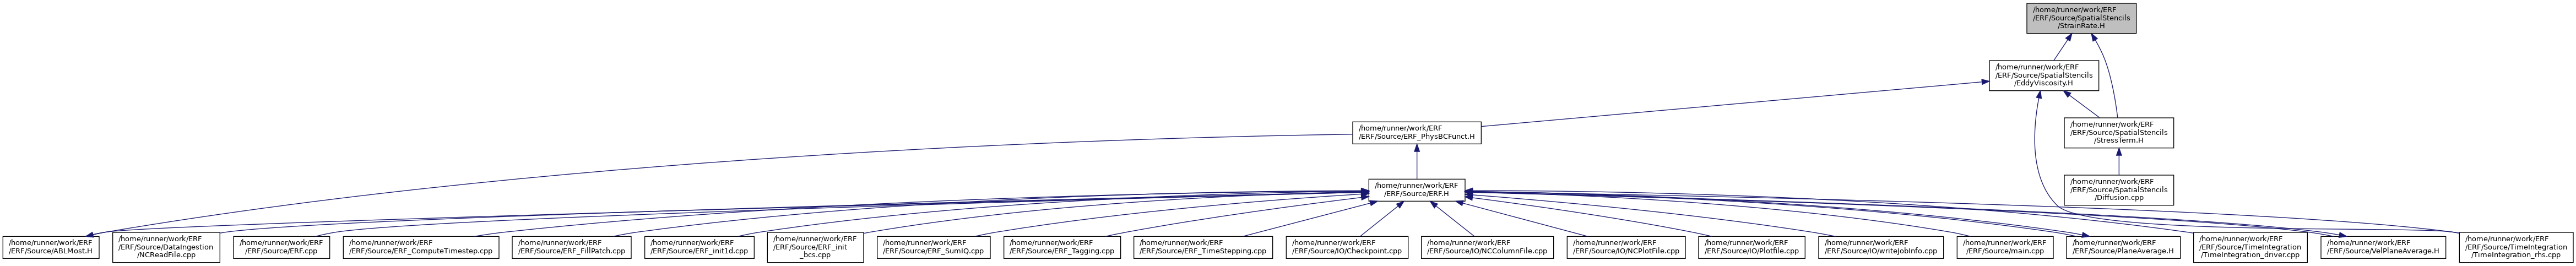 /home/runner/work/ERF
/ERF/Source/SpatialStencils
/StrainRate.H
/home/runner/work/ERF
/ERF/Source/SpatialStencils
/EddyViscosity.H
/home/runner/work/ERF
/ERF/Source/ERF_PhysBCFunct.H
/home/runner/work/ERF
/ERF/Source/SpatialStencils
/StressTerm.H
/home/runner/work/ERF
/ERF/Source/ERF.H
/home/runner/work/ERF
/ERF/Source/SpatialStencils
/Diffusion.cpp
/home/runner/work/ERF
/ERF/Source/ABLMost.H
/home/runner/work/ERF
/ERF/Source/DataIngestion
/NCReadFile.cpp
/home/runner/work/ERF
/ERF/Source/ERF.cpp
/home/runner/work/ERF
/ERF/Source/ERF_ComputeTimestep.cpp
/home/runner/work/ERF
/ERF/Source/ERF_FillPatch.cpp
/home/runner/work/ERF
/ERF/Source/ERF_init1d.cpp
/home/runner/work/ERF
/ERF/Source/ERF_init
_bcs.cpp
/home/runner/work/ERF
/ERF/Source/ERF_SumIQ.cpp
/home/runner/work/ERF
/ERF/Source/ERF_Tagging.cpp
/home/runner/work/ERF
/ERF/Source/ERF_TimeStepping.cpp
/home/runner/work/ERF
/ERF/Source/IO/Checkpoint.cpp
/home/runner/work/ERF
/ERF/Source/IO/NCColumnFile.cpp
/home/runner/work/ERF
/ERF/Source/IO/NCPlotFile.cpp
/home/runner/work/ERF
/ERF/Source/IO/Plotfile.cpp
/home/runner/work/ERF
/ERF/Source/IO/writeJobInfo.cpp
/home/runner/work/ERF
/ERF/Source/main.cpp
/home/runner/work/ERF
/ERF/Source/PlaneAverage.H
/home/runner/work/ERF
/ERF/Source/TimeIntegration
/TimeIntegration_driver.cpp
/home/runner/work/ERF
/ERF/Source/VelPlaneAverage.H
/home/runner/work/ERF
/ERF/Source/TimeIntegration
/TimeIntegration_rhs.cpp